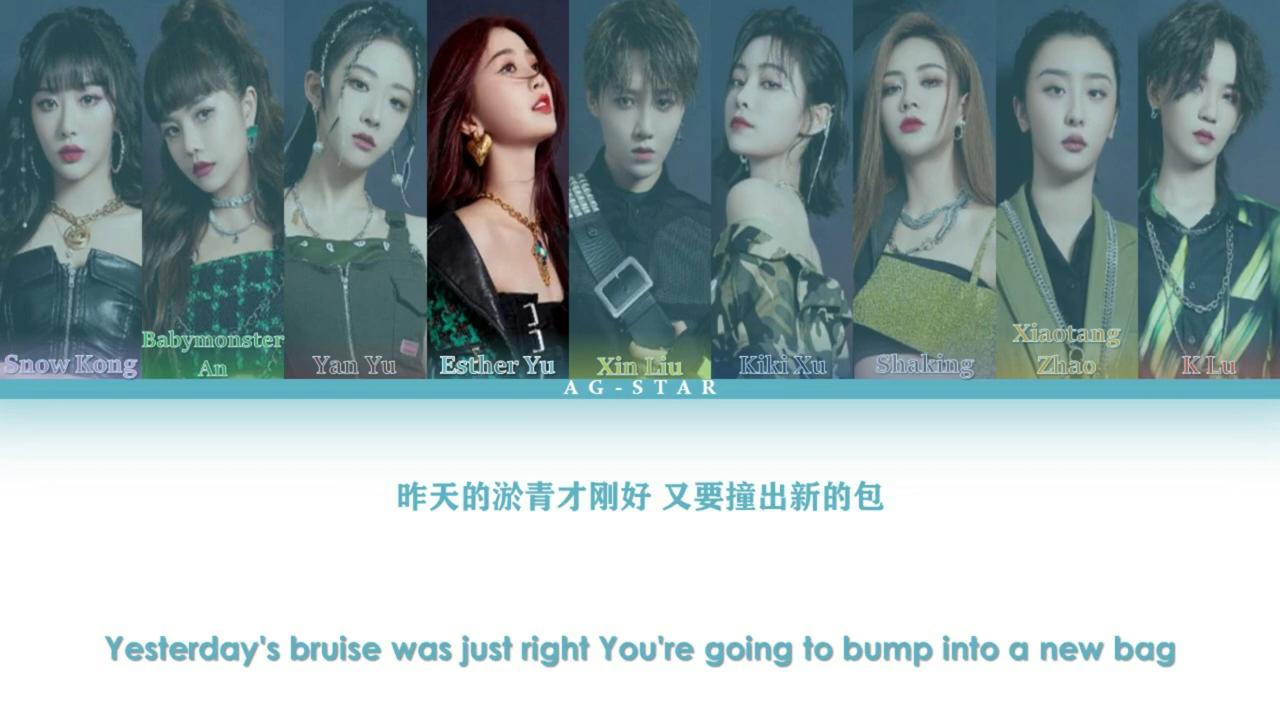 Snow Kong
Babymonster
An
Yan Yu
Esther Yu
Xin Liu
Kiki Xu
Shaking
Xiaotang
Zhao
K Lu
AG-STAR
昨天的淤青才刚好 又要撞出新的包
Yesterday's bruise was just right You're going to bump into a new bag